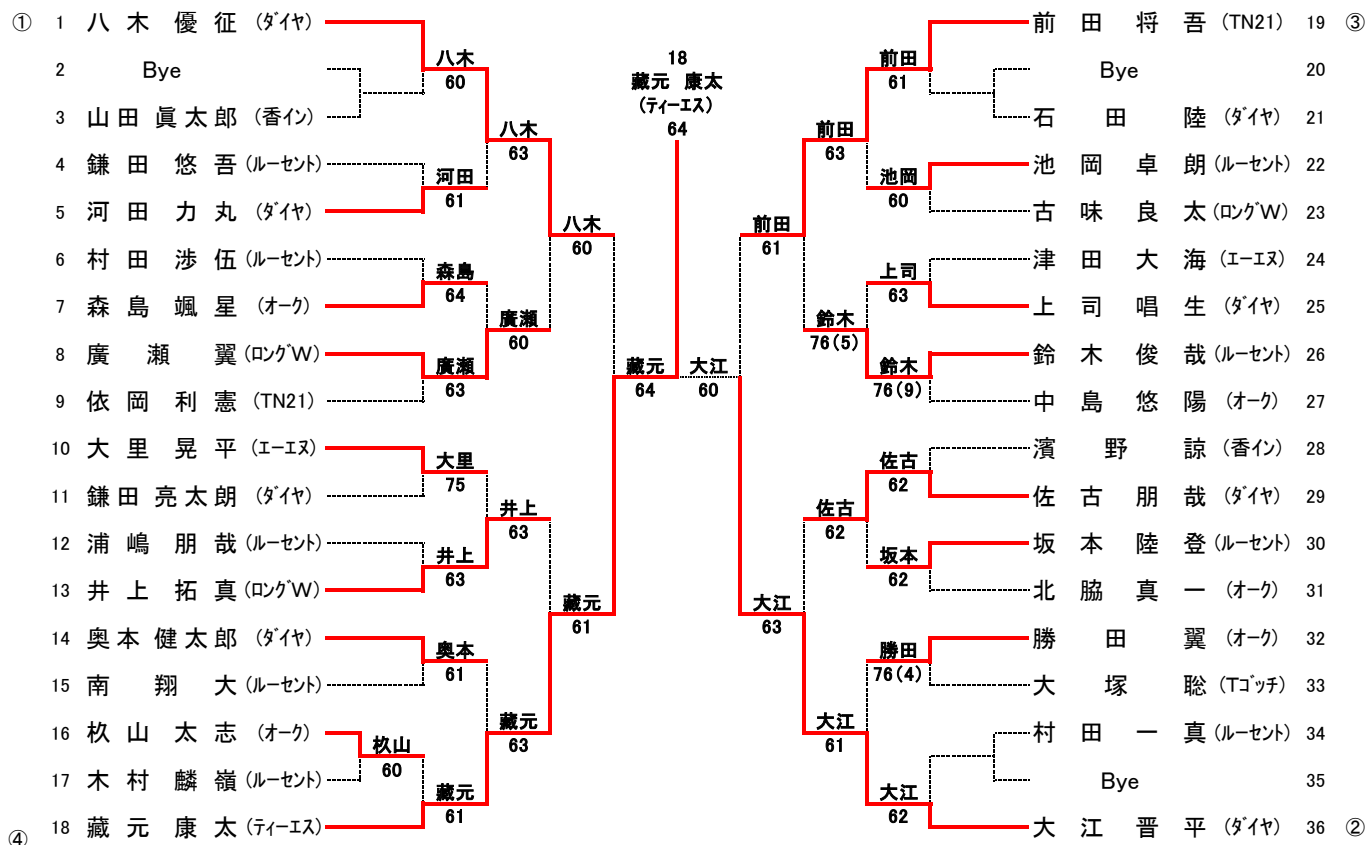 ① 1 八木 優征 (ダイヤ)
2 Bye
3 山田 眞太郎 (香イン)
4 鎌田 悠吾 (ルーセント)
5 河田 力丸 (ダイヤ)
6 村田 渉伍 (ルーセント)
7 森島 颯星 (オーク)
8 廣瀬 翼 (ロングW)
9 依岡 利憲 (TN21)
10 大里 晃平 (エーエヌ)
11 鎌田 亮太朗 (ダイヤ)
12 浦嶋 朋哉 (ルーセント)
13 井上 拓真 (ロングW)
14 奥本 健太郎 (ダイヤ)
15 南 翔大 (ルーセント)
16 杦山 太志 (オーク)
17 木村 麟嶺 (ルーセント)
④ 18 藏元 康太 (ティーエス)
杦山
60
八木
60
河田
61
森島
64
廣瀬
63
大里
75
井上
63
奥本
61
藏元
61
八木
63
廣瀬
60
井上
63
藏元
63
八木
60
藏元
61
藏元
64
18
藏元 康太
(ティーエス)
64
大江
60
前田
61
大江
63
前田
63
鈴木
76(5)
佐古
62
大江
61
前田
61
池岡
60
上司
63
鈴木
76(9)
佐古
62
坂本
62
勝田
76(4)
大江
62
前田 将吾 (TN21) 19 ③
Bye 20
石田 陸 (ダイヤ) 21
池岡 卓朗 (ルーセント) 22
古味 良太 (ロングW) 23
津田 大海 (エーエヌ) 24
上司 唱生 (ダイヤ) 25
鈴木 俊哉 (ルーセント) 26
中島 悠陽 (オーク) 27
濱野 諒 (香イン) 28
佐古 朋哉 (ダイヤ) 29
坂本 陸登 (ルーセント) 30
北脇 真一 (オーク) 31
勝田 翼 (オーク) 32
大塚 聡 (Tゴッチ) 33
村田 一真 (ルーセント) 34
Bye 35
大江 晋平 (ダイヤ) 36 ②